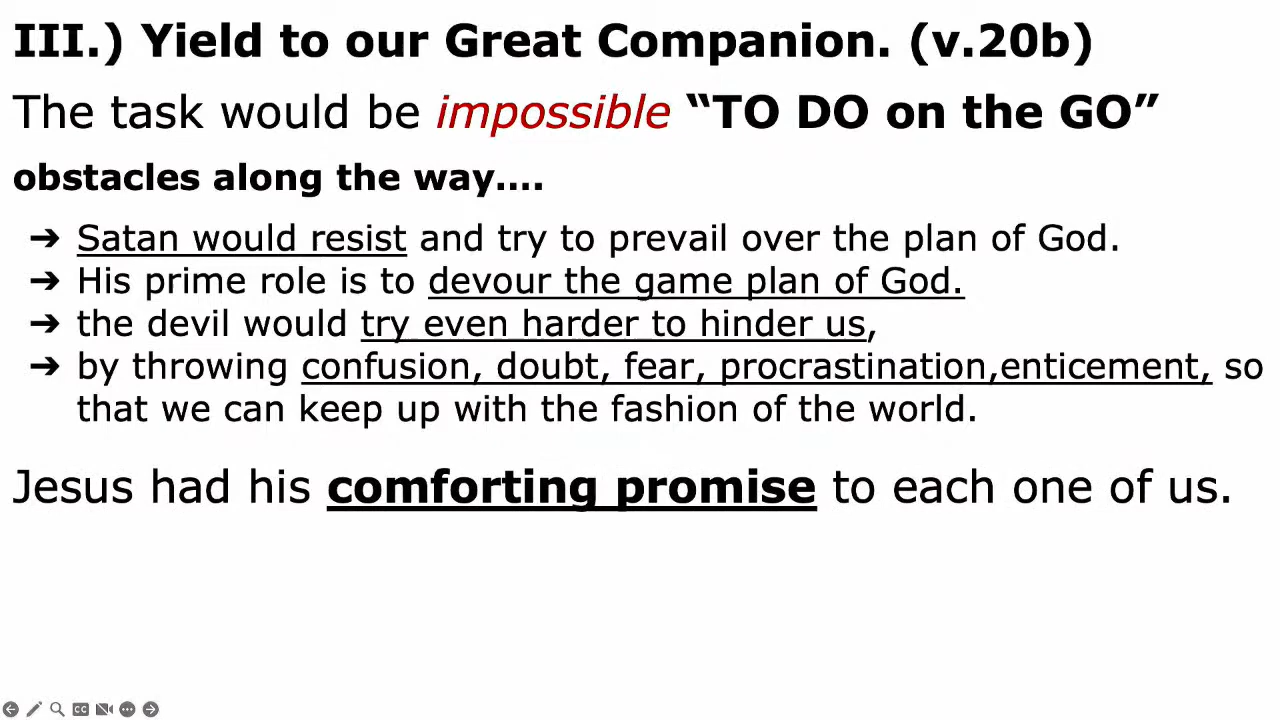 III.) Yield to our Great Companion. (v.20b)
The task would be impossible “TO DO on the GO”
obstacles along the way....
➔ Satan would resist and try to prevail over the plan of God.
➔ His prime role is to devour the game plan of God.
➔ the devil would try even harder to hinder us,
➔ by throwing confusion, doubt, fear, procrastination,enticement, so
that we can keep up with the fashion of the world.
Jesus had his comforting promise to each one of us.
CC